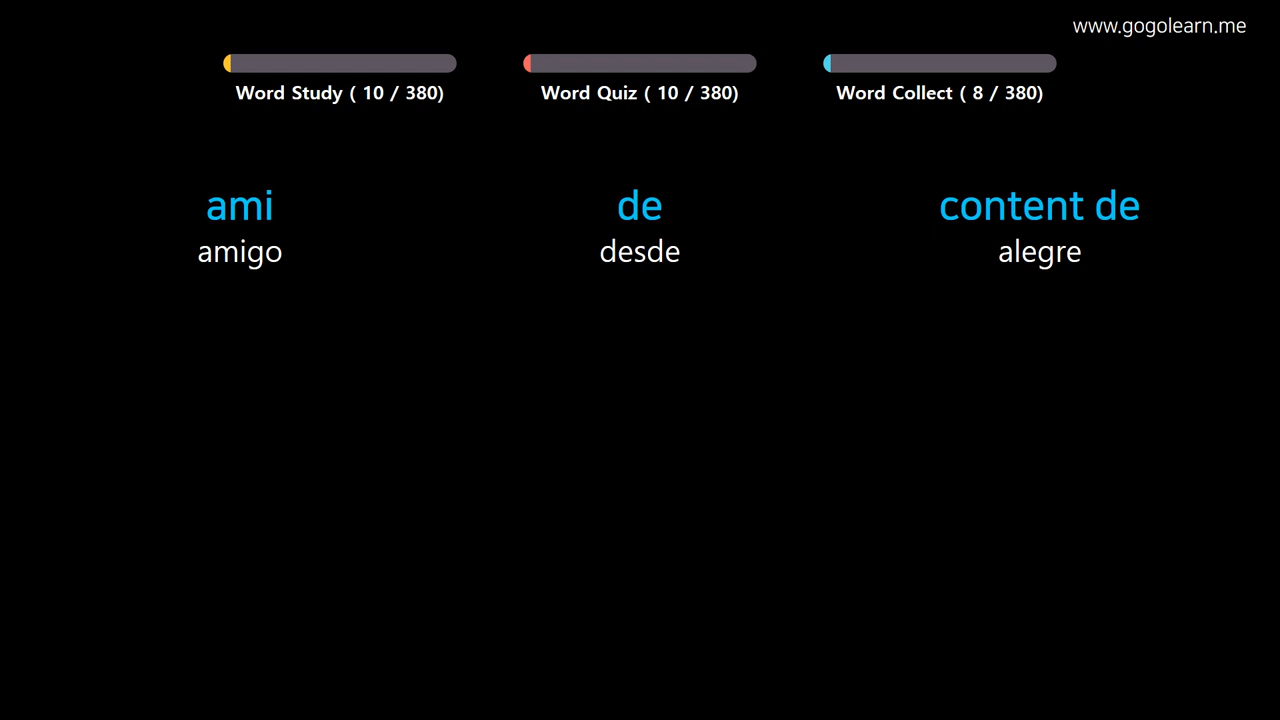 www.gogolearn.me
Word Study ( 10 / 380)
Word Quiz ( 10 / 380)
Word Collect ( 8 / 380)
ami
de
content de
amigo
desde
alegre